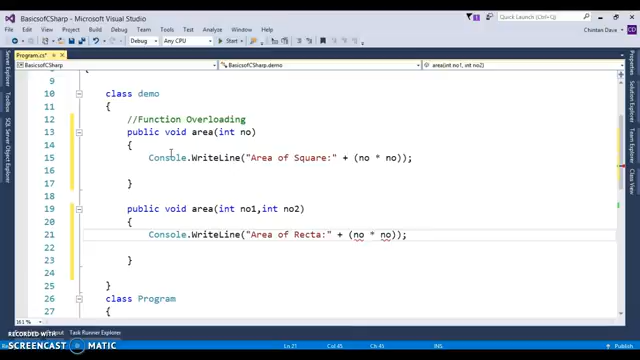 BasicsofCSharp - Microsoft Visual Studio
Quick Launch (Ctrl+Q)
FILE EDIT VIEW PROJECT BUILD DEBUG TEAM TOOLS TEST ARCHITECTURE ANALYZE WINDOW HELP
Chintan Dave CD
Debug Any CPU Start
Program.cs*
BasicsofCSharp BasicsofCSharp.demo area(int no1, int no2)
Server Explorer
Toolbox
SQL Server Object Explorer
Properties
Solution Explorer
Team Explorer
9
10 class demo
11 {
12 //Function Overloading
13 public void area(int no)
14 {
15 Console.WriteLine("Area of Square:" + (no * no));
16
17 }
18
19 public void area(int no1,int no2)
20 {
21 Console.WriteLine("Area of Recta:" + (no * no));
22
23 }
24
25 }
26 class Program
27 {
161 %
Output Task Runner Explorer
Ln 21 Col 45 Ch 45 INS Publish
RECORDED WITH
SCREENCAST MATIC